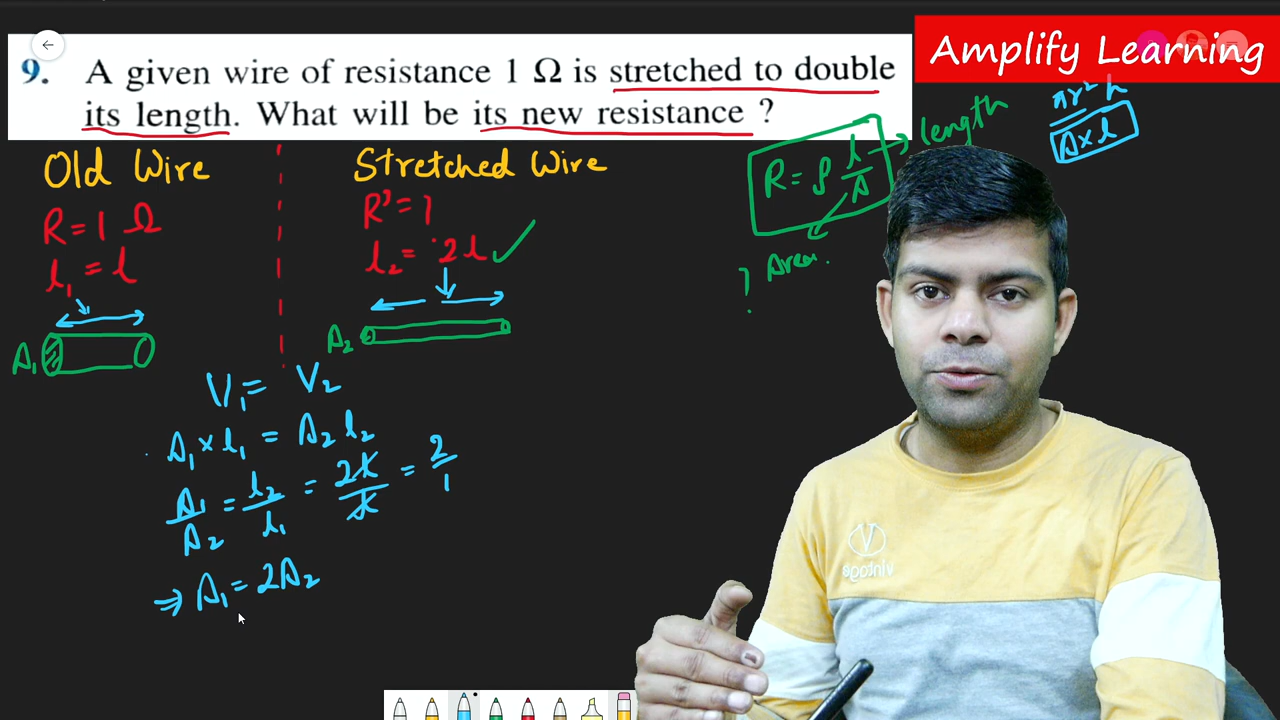 Amplify Learning
9. A given wire of resistance 1 Ω is stretched to double
its length. What will be its new resistance ?
Old Wire
R = 1 Ω
l₁ = l
A₁
Stretched Wire
R' = ?
l₂ = 2l ✓
A₂
R = ρ l/A
length
Area.
?
πr²h
A×l
V₁ = V₂
A₁ × l₁ = A₂ l₂
A₁/A₂ = l₂/l₁ = 2l/l = 2/1
⇒ A₁ = 2A₂
vintage